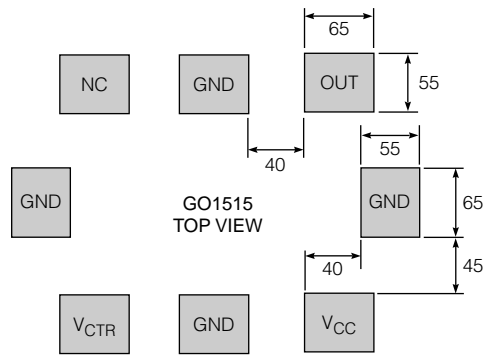 65
NC
GND
OUT
55
40
55
GND
GO1515
TOP VIEW
GND
65
40
45
VCTR
GND
VCC